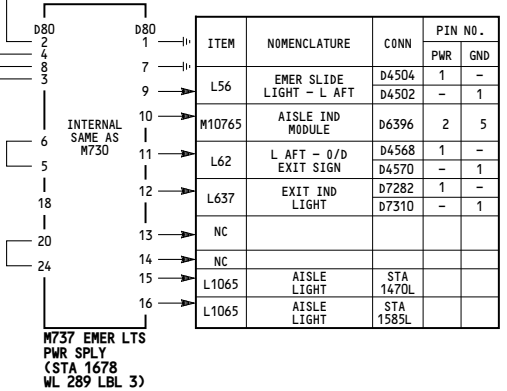 D80 D80
2 1
4
8 7
3
9
10
INTERNAL
SAME AS
M730
6 11
5
12
18
20 13
24 14
15
16
M737 EMER LTS
PWR SPLY
(STA 1678
WL 289 LBL 3)
ITEM NOMENCLATURE CONN PIN NO.
PWR GND
L56 EMER SLIDE LIGHT - L AFT D4504 1 -
D4502 - 1
M10765 AISLE IND MODULE D6396 2 5
L62 L AFT - O/D EXIT SIGN D4568 1 -
D4570 - 1
L637 EXIT IND LIGHT D7282 1 -
D7310 - 1
NC
NC
L1065 AISLE LIGHT STA 1470L
L1065 AISLE LIGHT STA 1585L